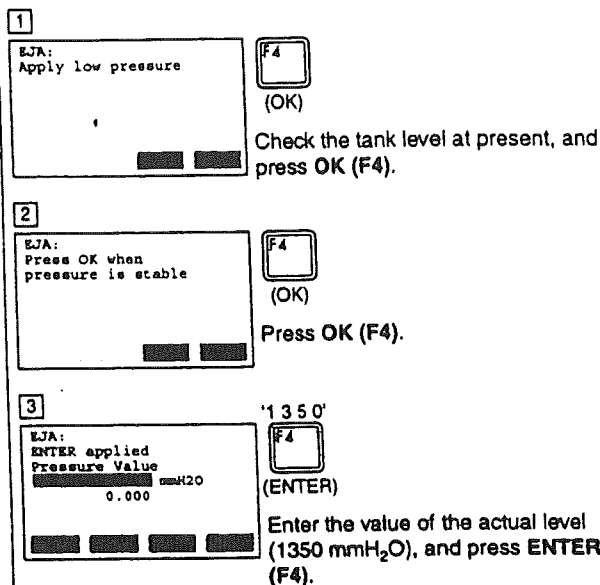 1
EJA:
Apply low pressure
F4
(OK)
Check the tank level at present, and
press OK (F4).
2
EJA:
Press OK when
pressure is stable
F4
(OK)
Press OK (F4).
3
EJA:
ENTER applied
Pressure Value
mmH2O
0.000
'1 3 5 0'
F4
(ENTER)
Enter the value of the actual level
(1350 mmH₂O), and press ENTER
(F4).